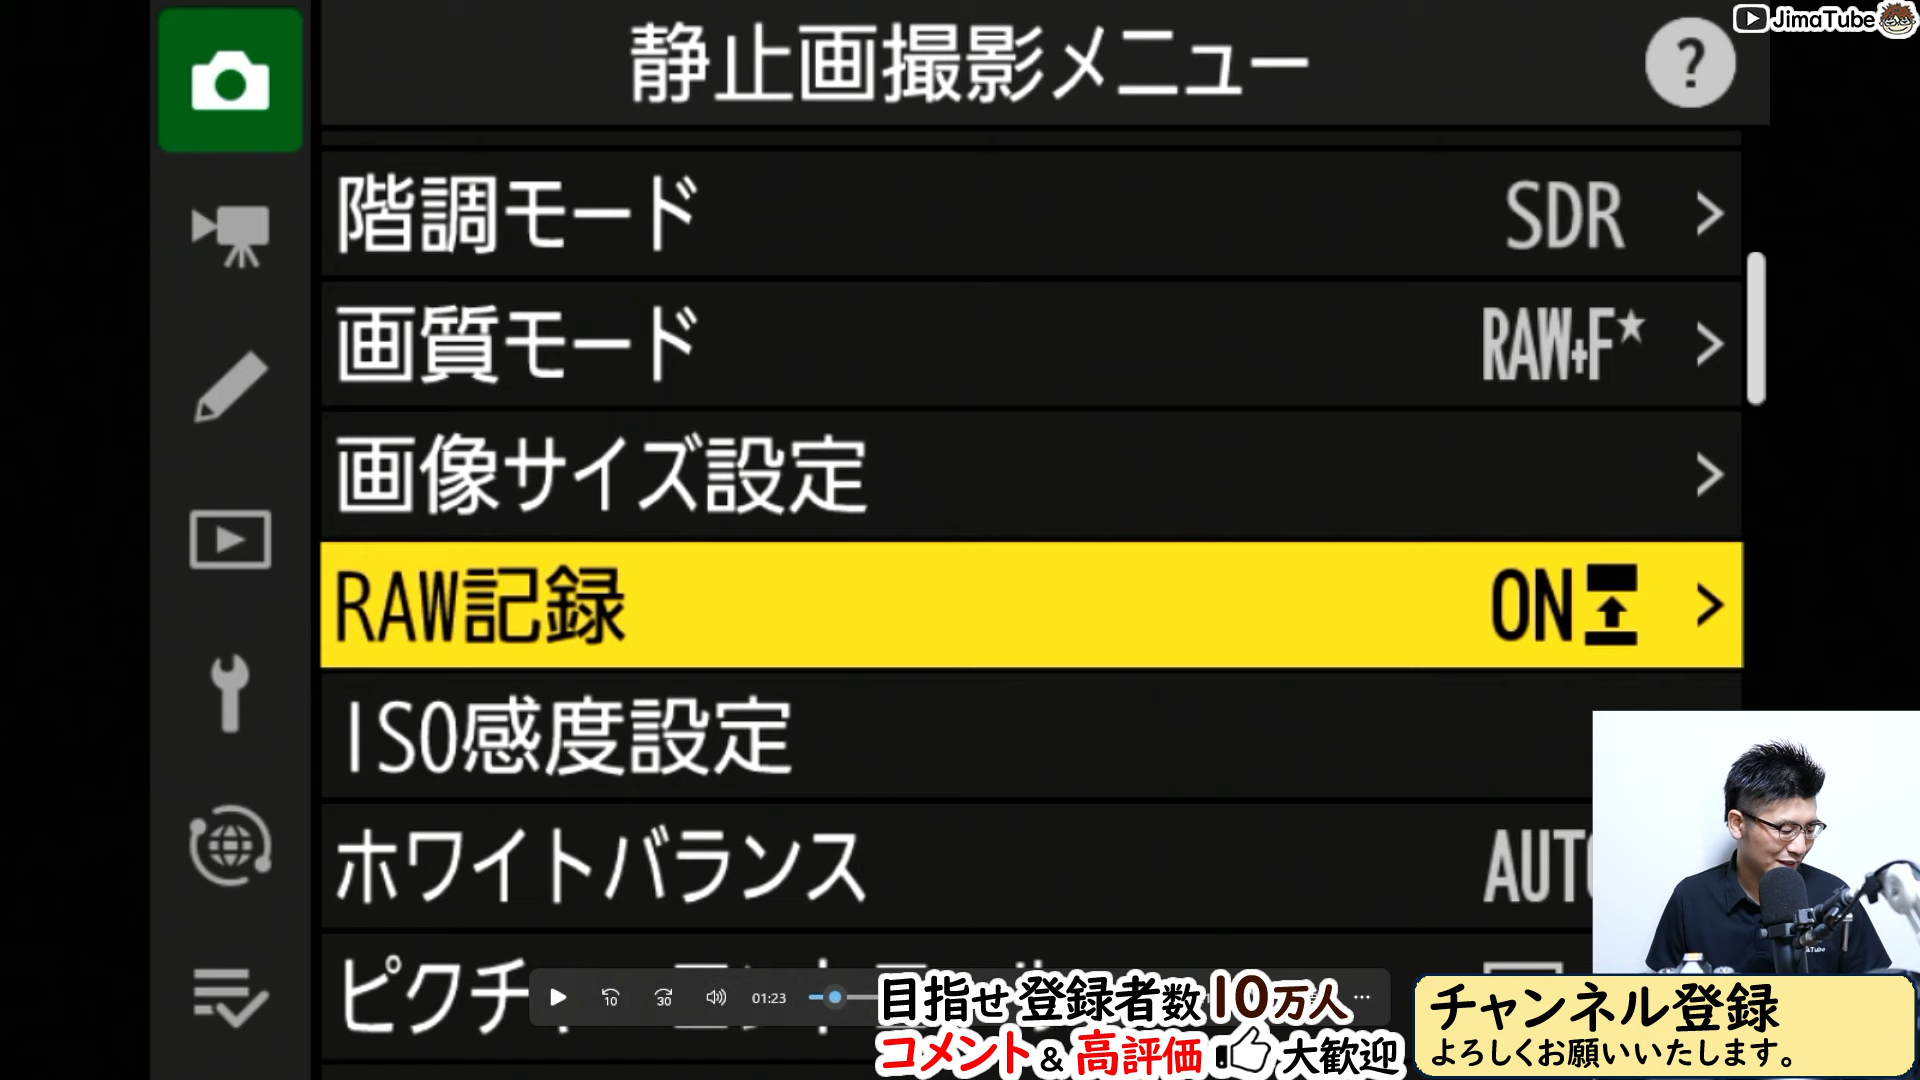 JimaTube
静止画撮影メニュー
?
階調モード SDR
画質モード RAW+F★
画像サイズ設定
RAW記録 ON
ISO感度設定
ホワイトバランス AUTO
ピクチ
10 30 01:23
目指せ登録者数10万人
コメント&高評価 大歓迎
チャンネル登録
よろしくお願いいたします。